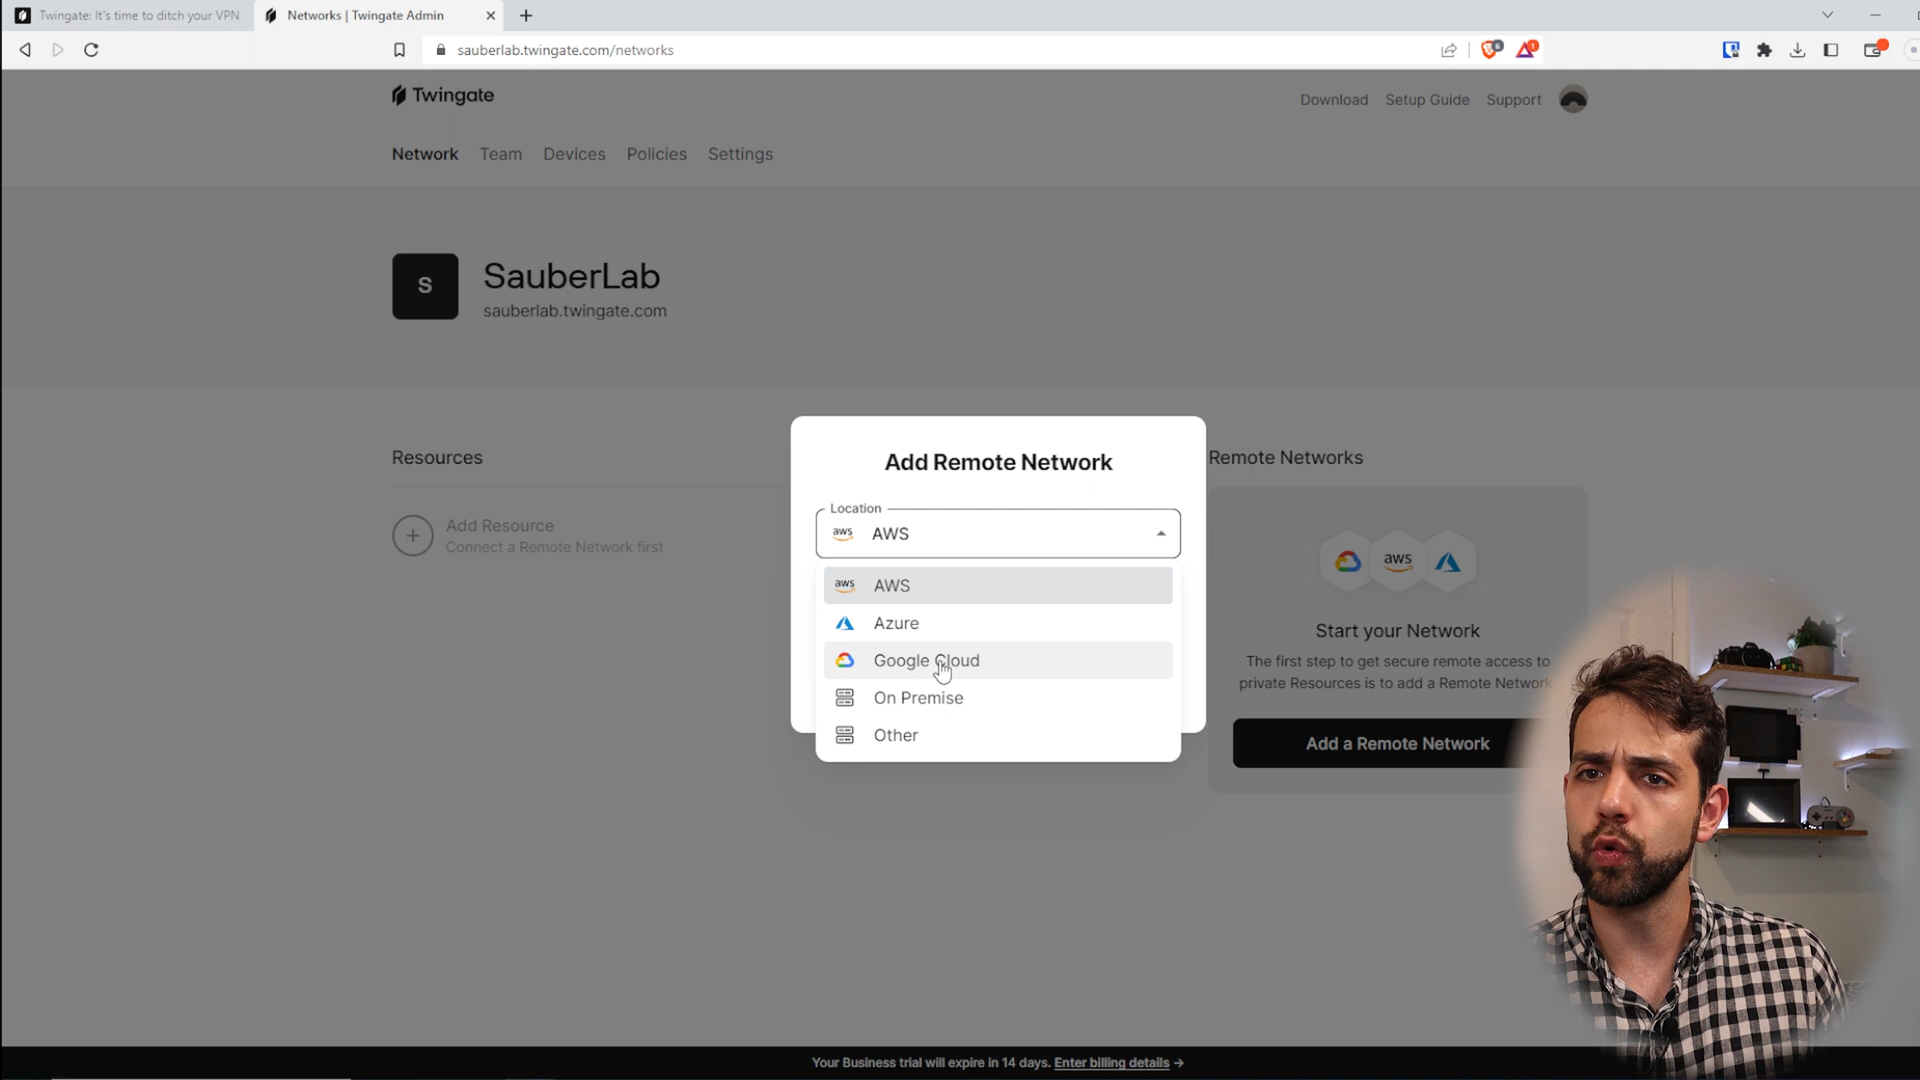 Twingate: It's time to ditch your VPN
Networks | Twingate Admin
sauberlab.twingate.com/networks
6
1
Twingate
Download
Setup Guide
Support
Network
Team
Devices
Policies
Settings
S
SauberLab
sauberlab.twingate.com
Resources
Add Resource
Connect a Remote Network first
Add Remote Network
Location
aws
AWS
aws
AWS
Azure
Google Cloud
On Premise
Other
Remote Networks
aws
Start your Network
The first step to get secure remote access to
private Resources is to add a Remote Network
Add a Remote Network
Your Business trial will expire in 14 days. Enter billing details →